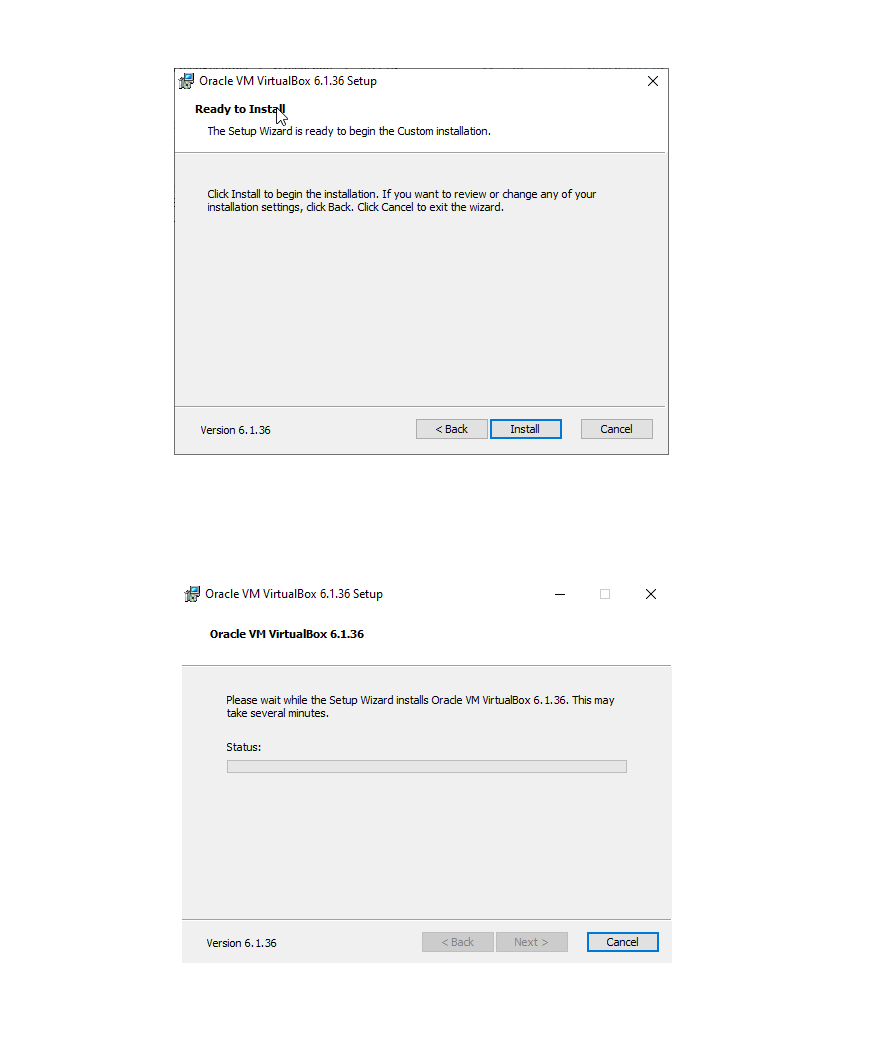 Oracle VM VirtualBox 6.1.36 Setup
Ready to Install
The Setup Wizard is ready to begin the Custom installation.
Click Install to begin the installation. If you want to review or change any of your
installation settings, click Back. Click Cancel to exit the wizard.
Version 6.1.36
< Back
Install
Cancel
Oracle VM VirtualBox 6.1.36 Setup
Oracle VM VirtualBox 6.1.36
Please wait while the Setup Wizard installs Oracle VM VirtualBox 6.1.36. This may
take several minutes.
Status:
Version 6.1.36
< Back
Next >
Cancel